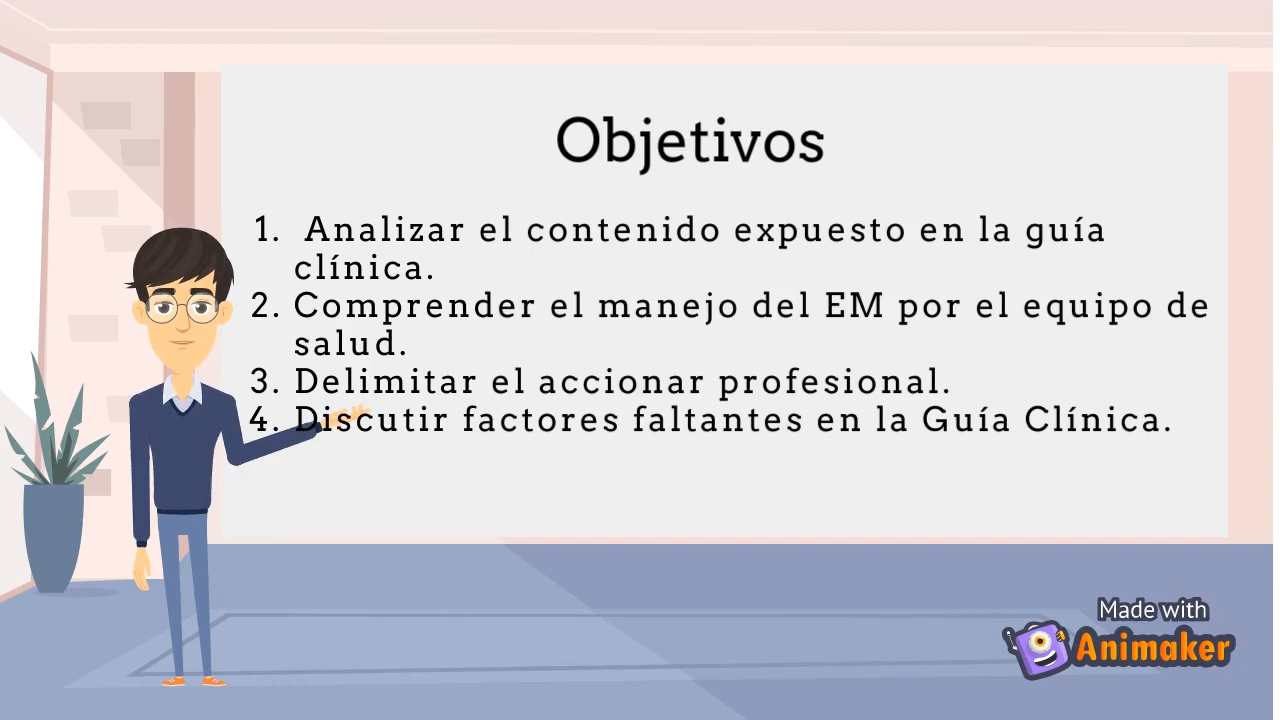 Objetivos
1. Analizar el contenido expuesto en la guía
clínica.
2. Comprender el manejo del EM por el equipo de
salud.
3. Delimitar el accionar profesional.
4. Discutir factores faltantes en la Guía Clínica.
Made with
Animaker